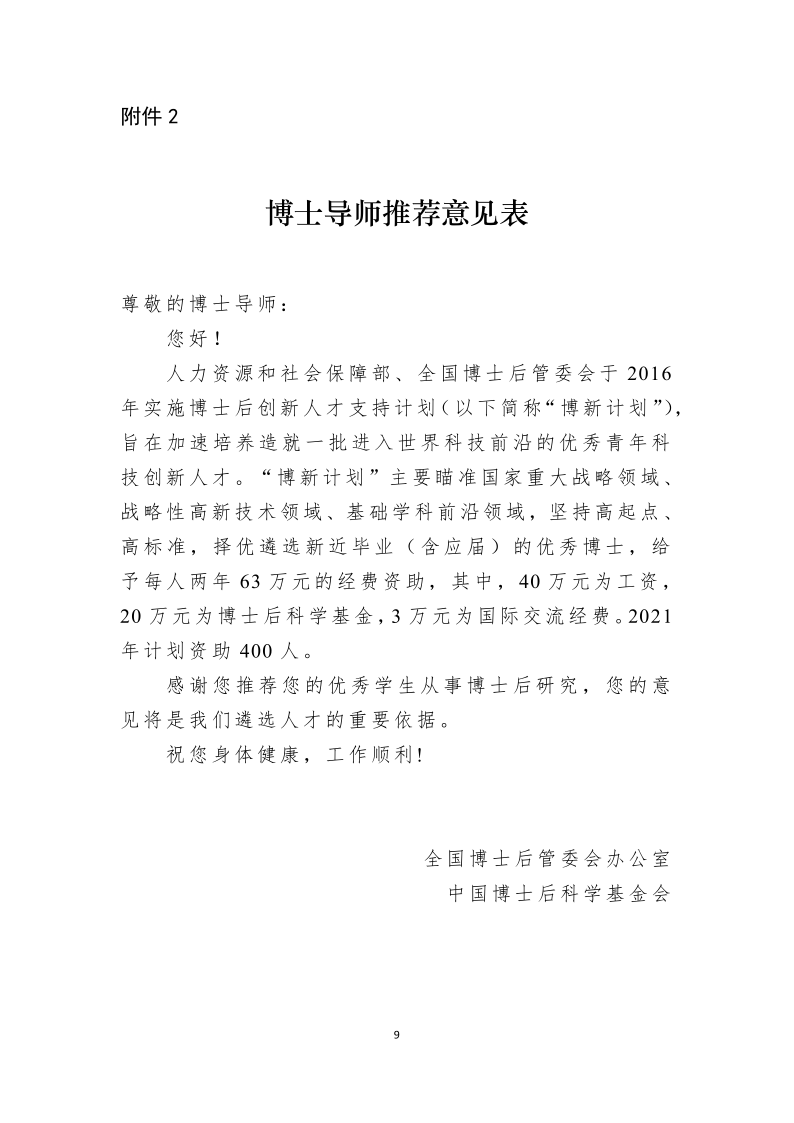 附件 2
博士导师推荐意见表
尊敬的博士导师：
您好！
人力资源和社会保障部、全国博士后管委会于 2016
年实施博士后创新人才支持计划（以下简称“博新计划”），
旨在加速培养造就一批进入世界科技前沿的优秀青年科
技创新人才。“博新计划”主要瞄准国家重大战略领域、
战略性高新技术领域、基础学科前沿领域，坚持高起点、
高标准，择优遴选新近毕业（含应届）的优秀博士，给
予每人两年 63 万元的经费资助，其中，40 万元为工资，
20 万元为博士后科学基金，3 万元为国际交流经费。2021
年计划资助 400 人。
感谢您推荐您的优秀学生从事博士后研究，您的意
见将是我们遴选人才的重要依据。
祝您身体健康，工作顺利!
全国博士后管委会办公室
中国博士后科学基金会
9